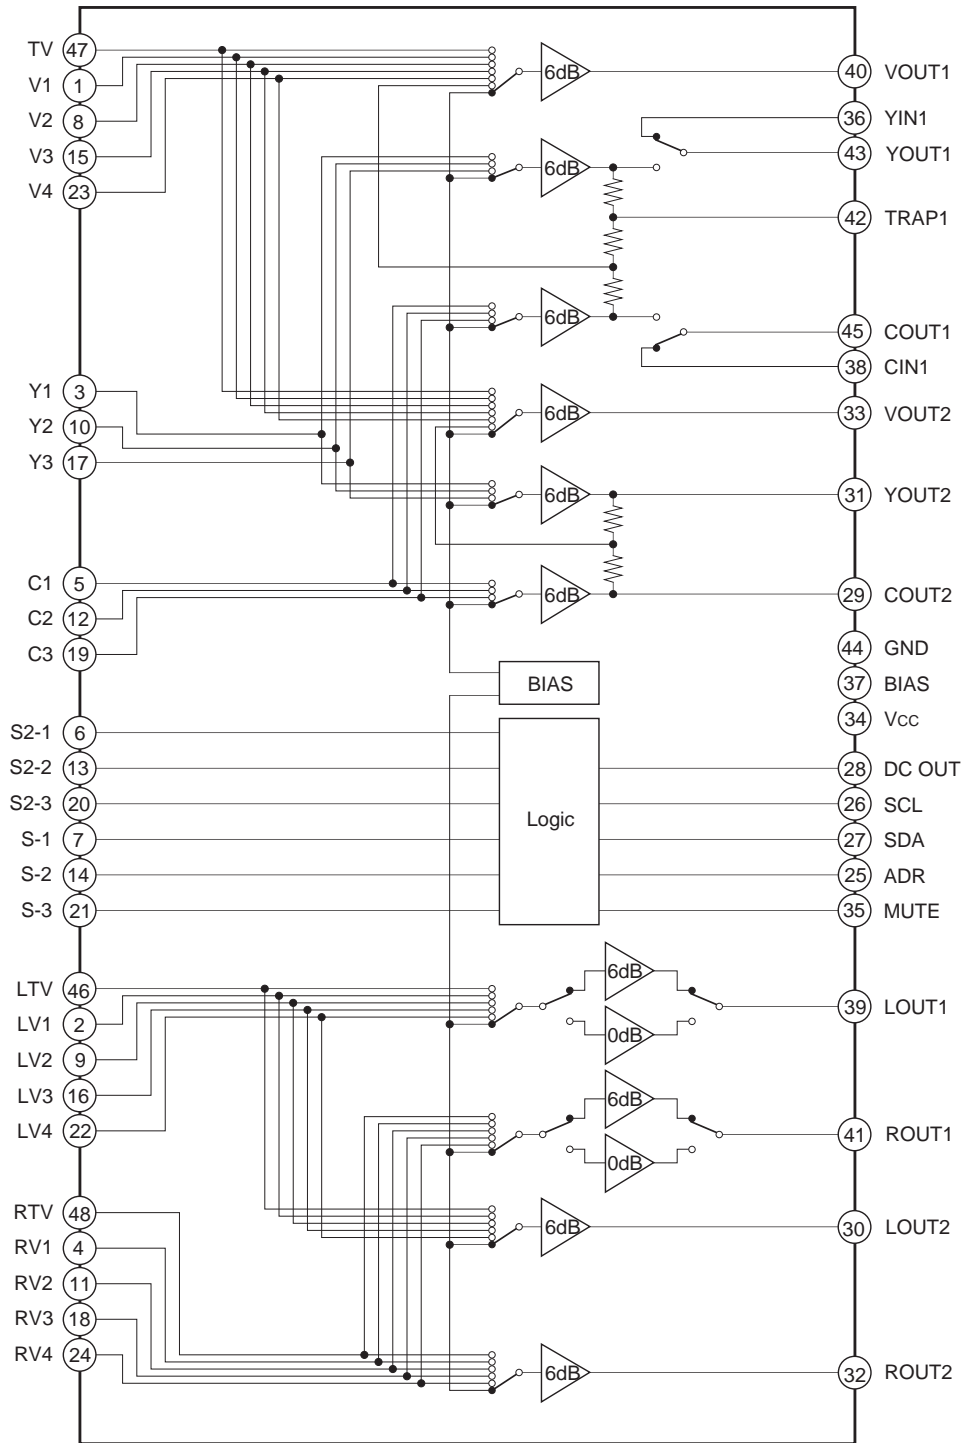 TV 47
V1 1
V2 8
V3 15
V4 23
Y1 3
Y2 10
Y3 17
C1 5
C2 12
C3 19
S2-1 6
S2-2 13
S2-3 20
S-1 7
S-2 14
S-3 21
LTV 46
LV1 2
LV2 9
LV3 16
LV4 22
RTV 48
RV1 4
RV2 11
RV3 18
RV4 24
6dB
6dB
6dB
6dB
6dB
6dB
BIAS
Logic
6dB
0dB
6dB
0dB
6dB
6dB
40 VOUT1
36 YIN1
43 YOUT1
42 TRAP1
45 COUT1
38 CIN1
33 VOUT2
31 YOUT2
29 COUT2
44 GND
37 BIAS
34 VCC
28 DC OUT
26 SCL
27 SDA
25 ADR
35 MUTE
39 LOUT1
41 ROUT1
30 LOUT2
32 ROUT2